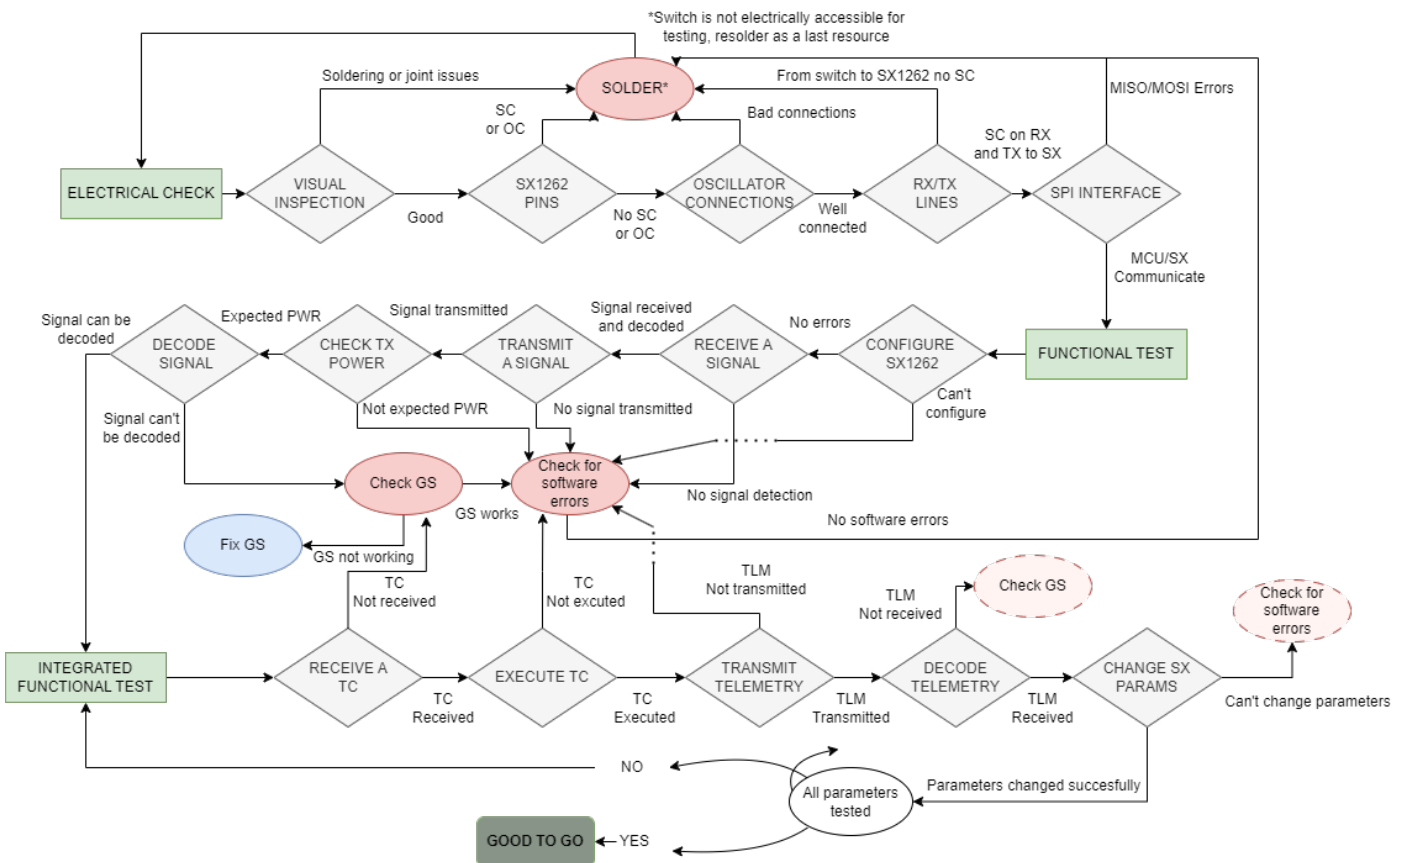 *Switch is not electrically accessible for
testing, resolder as a last resource
Soldering or joint issues
SOLDER*
From switch to SX1262 no SC
MISO/MOSI Errors
SC
or OC
Bad connections
SC on RX
and TX to SX
ELECTRICAL CHECK
VISUAL
INSPECTION
SX1262
PINS
OSCILLATOR
CONNECTIONS
RX/TX
LINES
SPI INTERFACE
Good
No SC
or OC
Well
connected
MCU/SX
Communicate
Signal can be
decoded
Expected PWR
Signal transmitted
Signal received
and decoded
No errors
DECODE
SIGNAL
CHECK TX
POWER
TRANSMIT
A SIGNAL
RECEIVE A
SIGNAL
CONFIGURE
SX1262
FUNCTIONAL TEST
Signal can't
be decoded
Not expected PWR
No signal transmitted
Can't
configure
Check GS
GS works
Check for
software
errors
No signal detection
No software errors
Fix GS
GS not working
TC
Not received
TC
Not excuted
TLM
Not transmitted
TLM
Not received
Check GS
Check for
software
errors
INTEGRATED
FUNCTIONAL TEST
RECEIVE A
TC
EXECUTE TC
TRANSMIT
TELEMETRY
DECODE
TELEMETRY
CHANGE SX
PARAMS
TC
Received
TC
Executed
TLM
Transmitted
TLM
Received
Can't change parameters
NO
All parameters
tested
Parameters changed succesfully
GOOD TO GO
YES